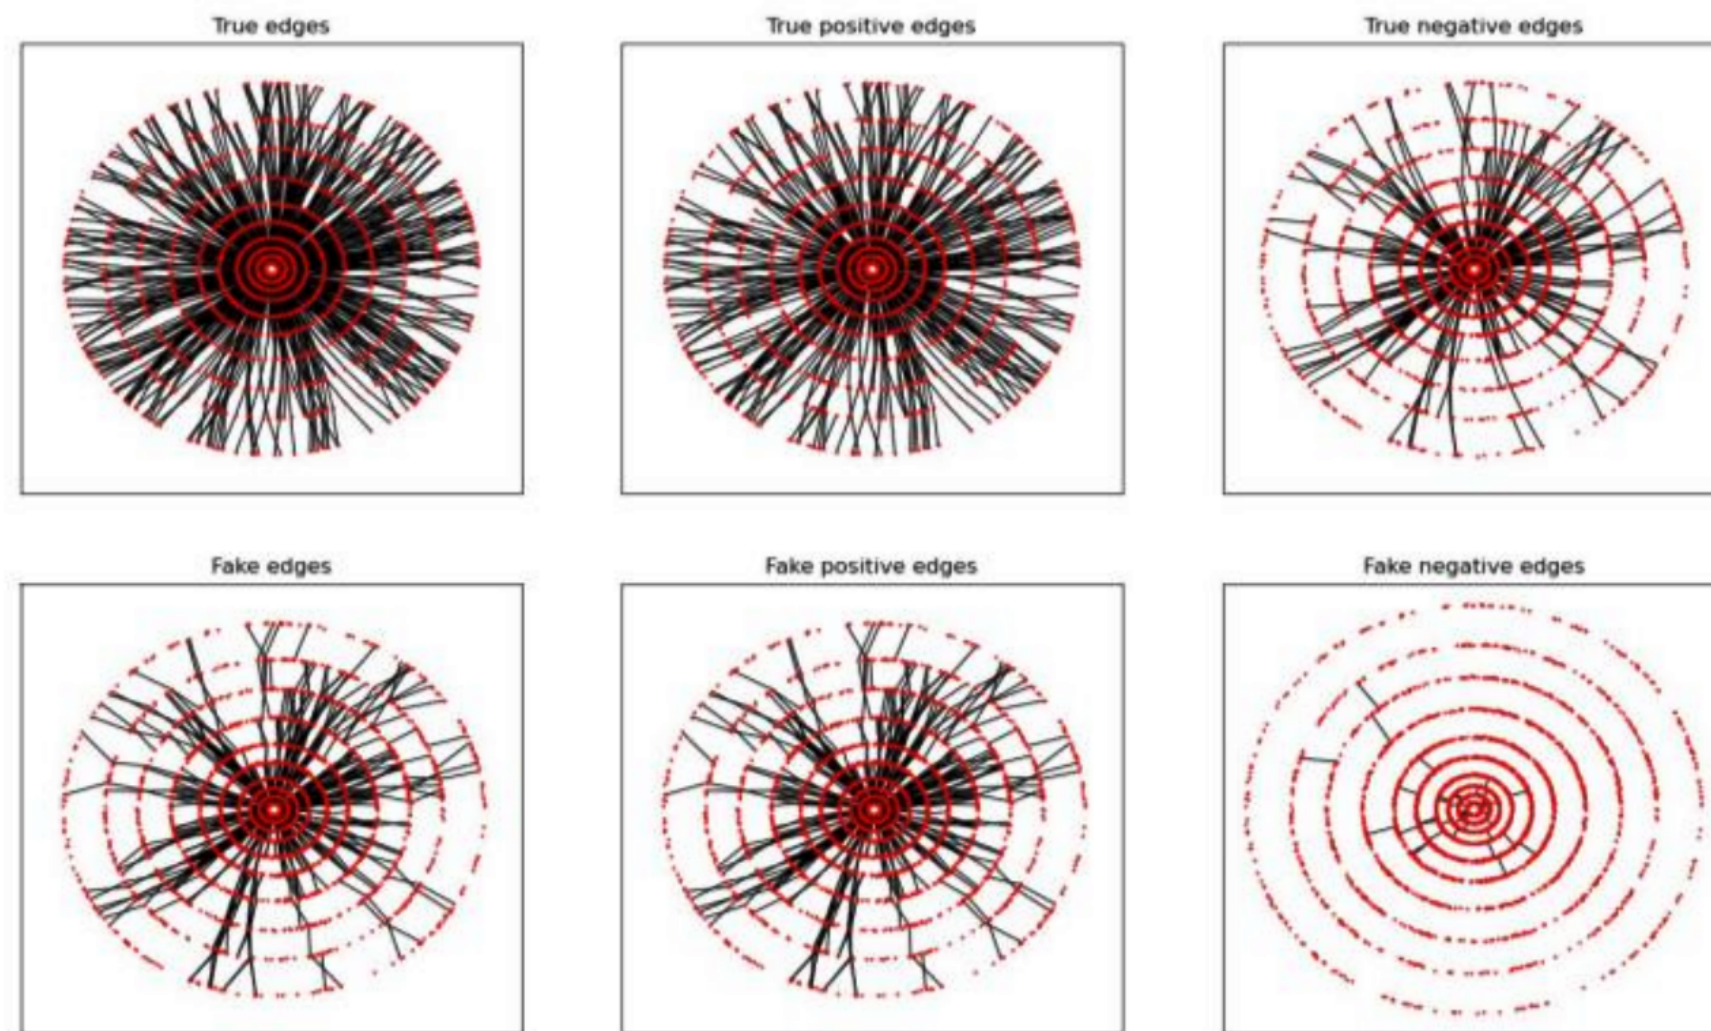 True edges
True positive edges
True negative edges
Fake edges
Fake positive edges
Fake negative edges